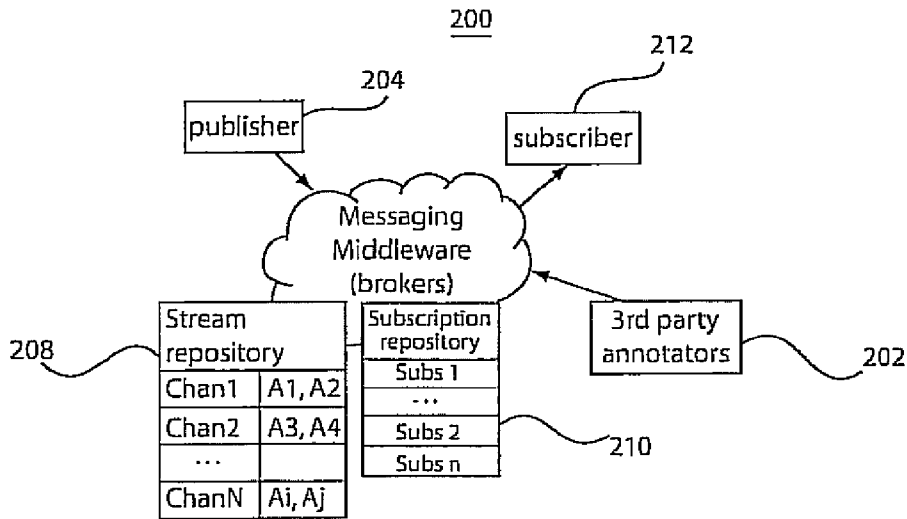 200
204
212
publisher
subscriber
Messaging
Middleware
(brokers)
208
Stream
repository
Chan1 A1, A2
Chan2 A3, A4
...
ChanN Ai, Aj
Subscription
repository
Subs 1
...
Subs 2
Subs n
210
3rd party
annotators
202